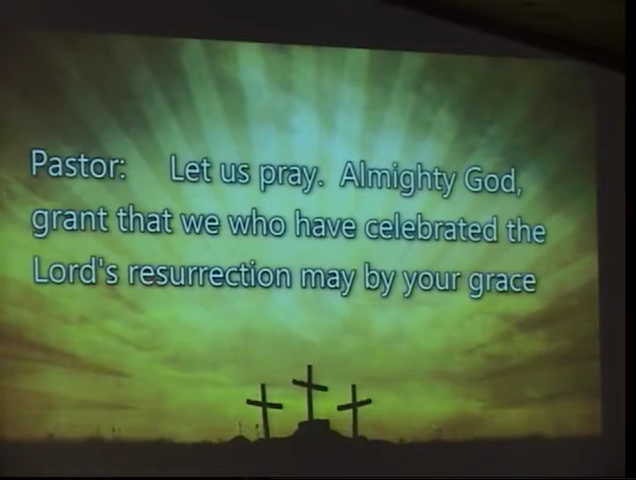 Pastor: Let us pray. Almighty God,
grant that we who have celebrated the
Lord's resurrection may by your grace